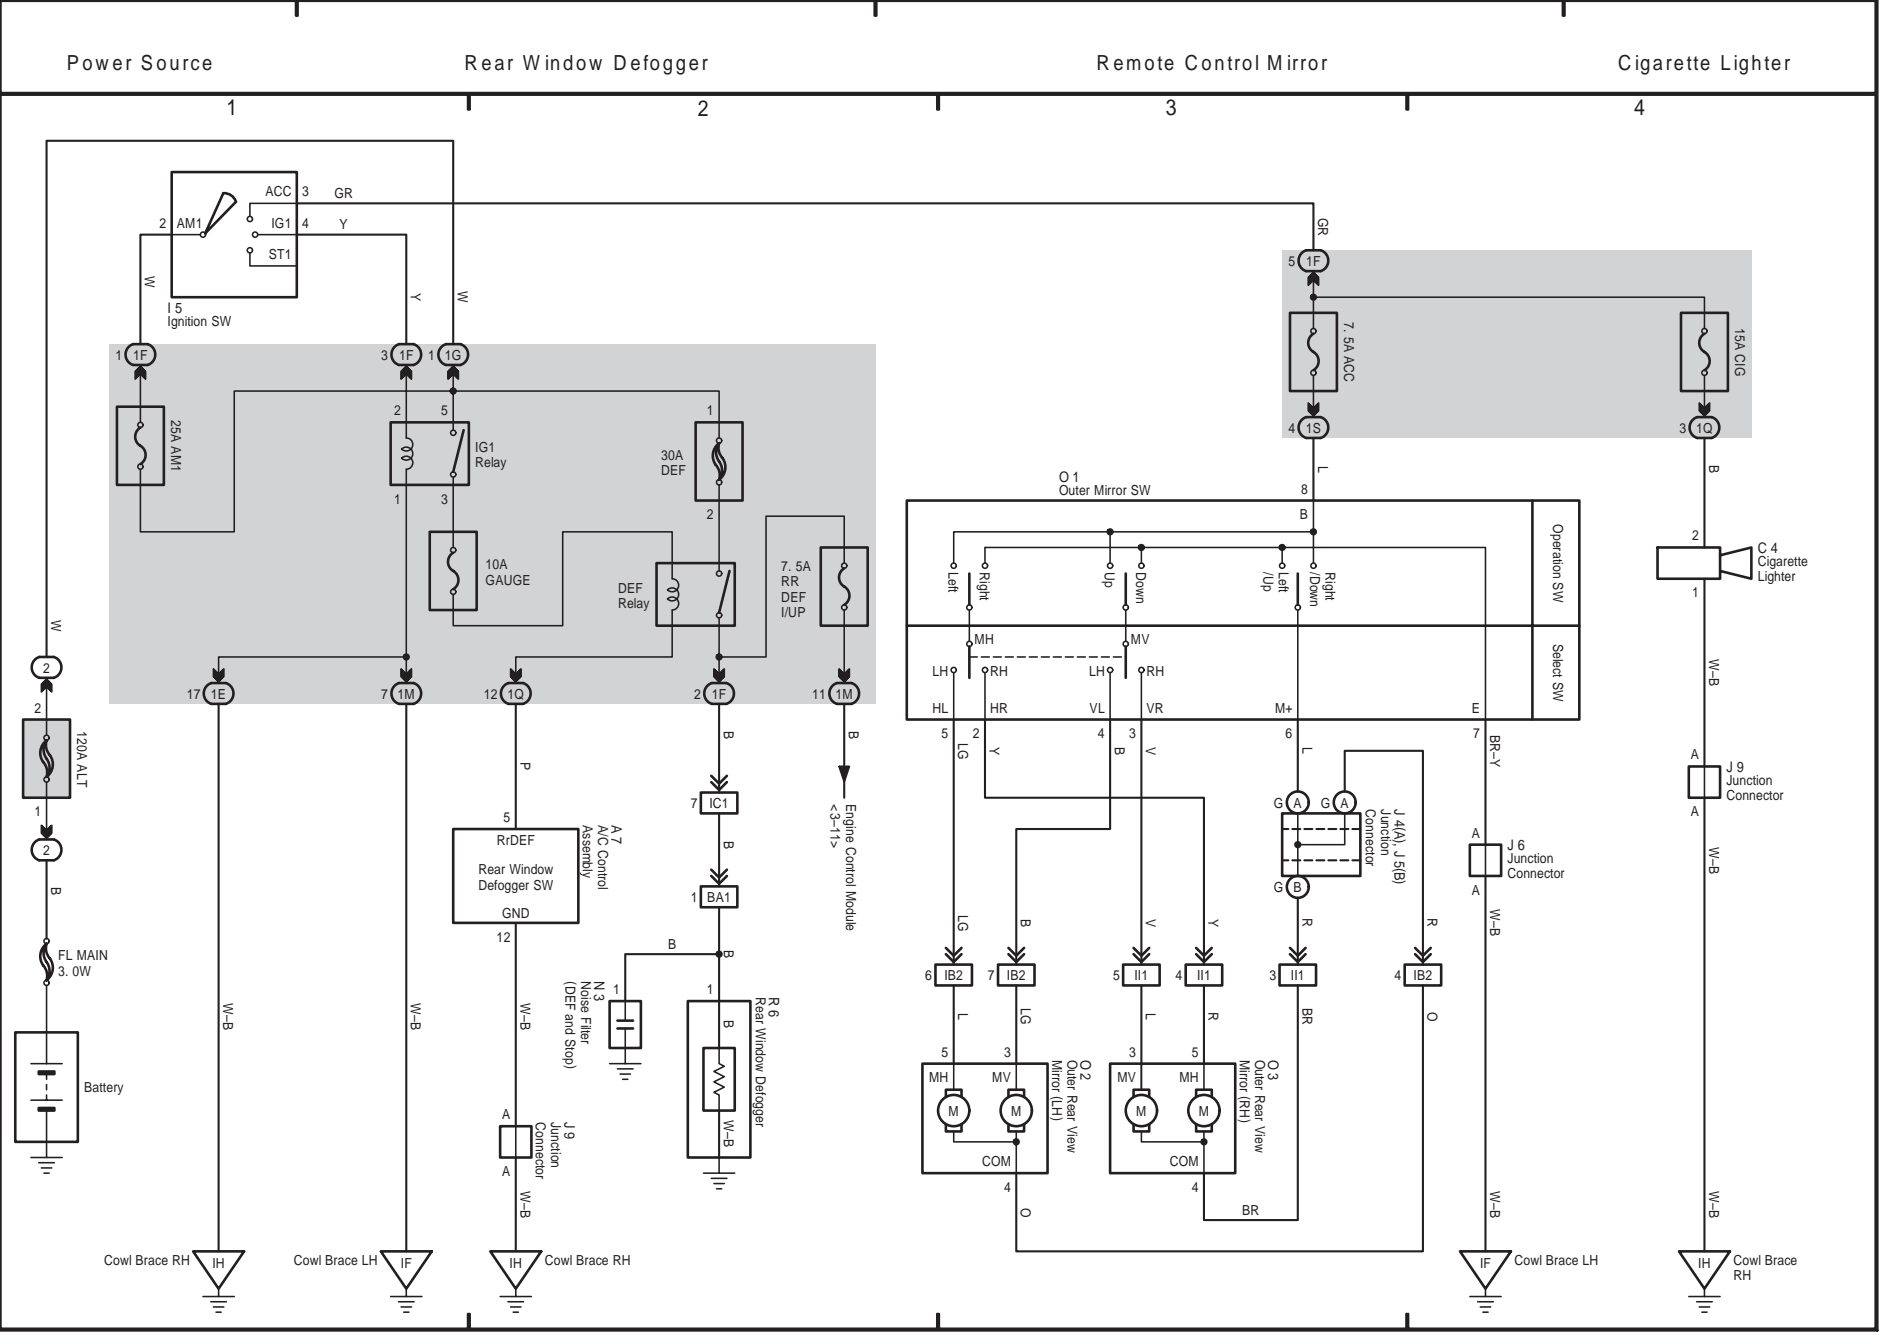 Power Source
Rear Window Defogger
Remote Control Mirror
Cigarette Lighter
1
2
3
4
ACC 3 GR
2 AM1
IG1 4 Y
ST1
W
Y
W
GR
I 5
Ignition SW
1 1F
3 1F
1 1G
25A AM1
2 5
IG1
Relay
1 3
1
30A
DEF
2
10A
GAUGE
DEF
Relay
7. 5A
RR
DEF
I/UP
17 1E
7 1M
12 1Q
2 1F
11 1M
W
2
2
120A ALT
1
2
B
FL MAIN
3. 0W
Battery
P
B
B
5
RrDEF
Rear Window
Defogger SW
GND
12
A 7
A/C Control
Assembly
7 IC1
B
1 BA1
Engine Control Module
<3–11>
B
B
1
N 3
Noise Filter
(DEF and Stop)
1
B
W–B
R 6
Rear Window Defogger
W–B
W–B
W–B
A
J 9
Junction
Connector
A
W–B
Cowl Brace RH
IH
Cowl Brace LH
IF
IH
Cowl Brace RH
5 1F
7. 5A ACC
15A CIG
4 1S
3 1Q
L
B
O 1
Outer Mirror SW
8
B
Operation SW
Left
Right
Up
Down
Left
/Up
Right
/Down
Select SW
MH
MV
LH
RH
LH
RH
HL
HR
VL
VR
M+
E
5
2
4
3
6
7
LG
Y
B
V
L
BR–Y
G A
G A
J 4(A), J 5(B)
Junction
Connector
G B
A
J 6
Junction
Connector
A
W–B
LG
B
V
Y
R
R
6 IB2
7 IB2
5 II1
4 II1
3 II1
4 IB2
L
LG
L
R
BR
O
5
3
3
5
MH
MV
MV
MH
M
M
M
M
COM
COM
O 2
Outer Rear View
Mirror (LH)
O 3
Outer Rear View
Mirror (RH)
4
4
O
BR
W–B
IF
Cowl Brace LH
2
C 4
Cigarette
Lighter
1
W–B
A
J 9
Junction
Connector
A
W–B
W–B
IH
Cowl Brace
RH